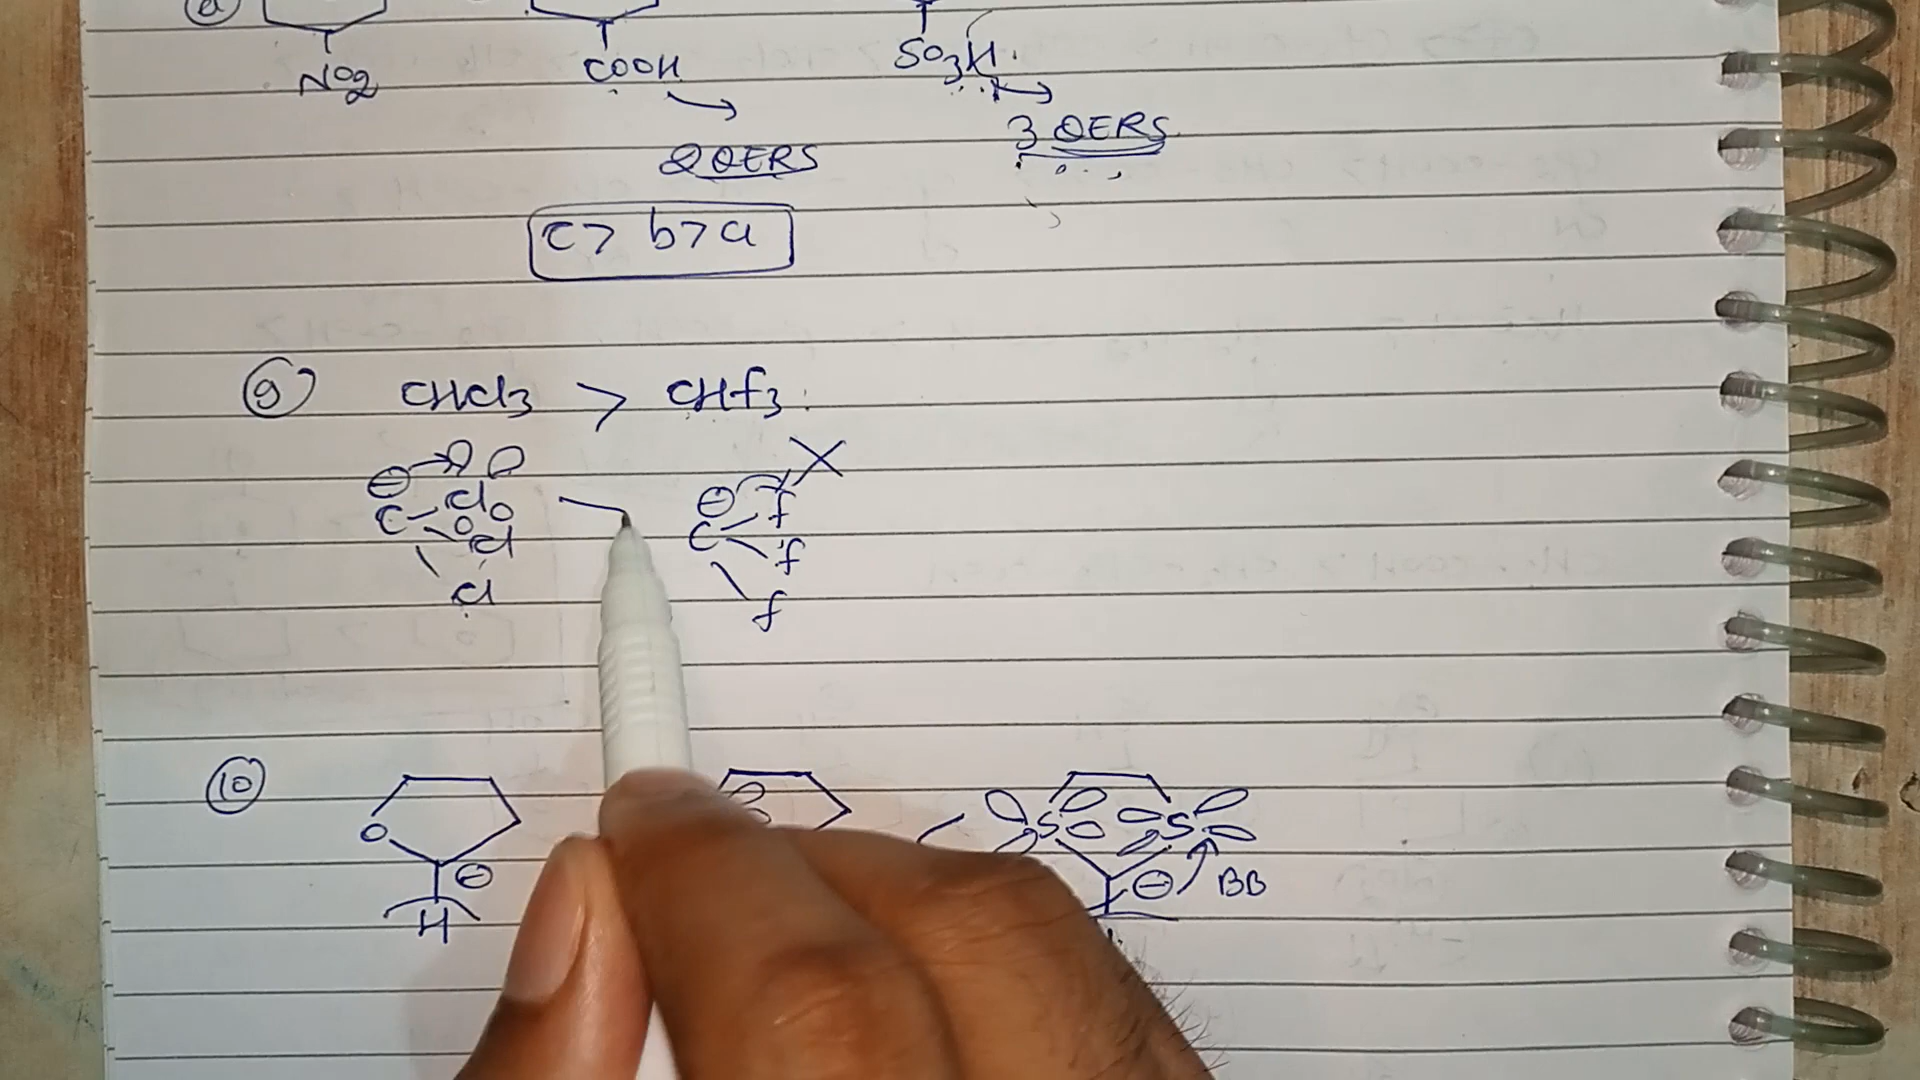 NO2 COOH SO3H.
2 OERS 3 OERS
c > b > a
9 CHCl3 > CHf3
⊖ ⊖
C Cl C f
Cl f
Cl f
10
O S S
⊖ ⊖ BB
H